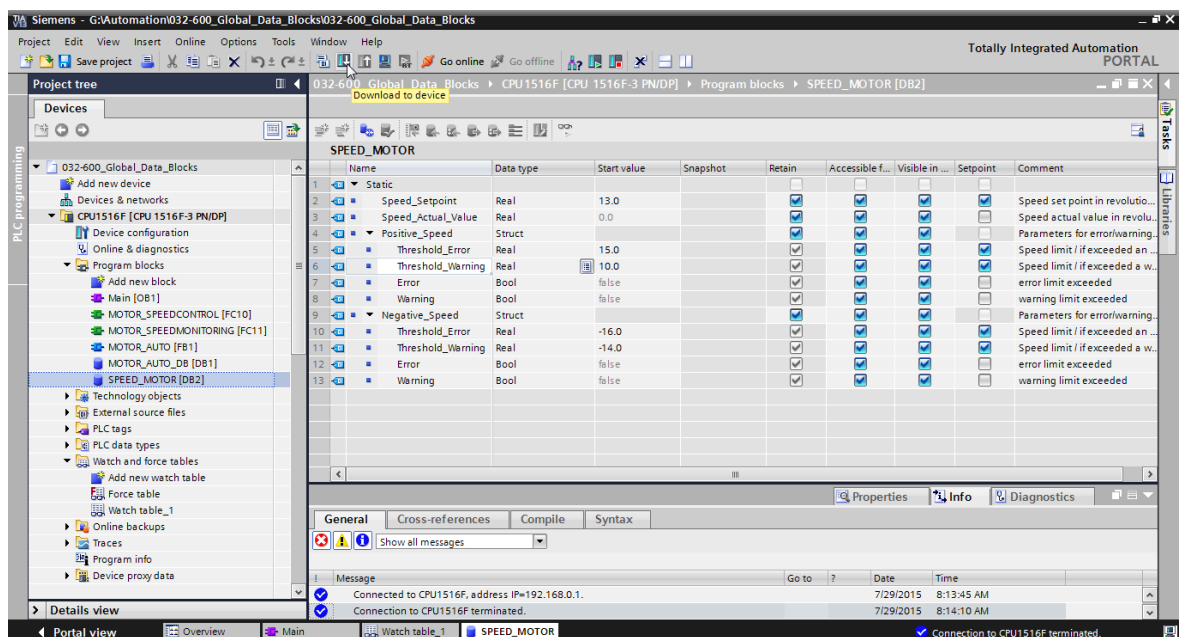 Siemens - G:\Automation\032-600_Global_Data_Blocks\032-600_Global_Data_Blocks
Project Edit View Insert Online Options Tools Window Help
Totally Integrated Automation
PORTAL
Save project Go online Go offline
Project tree
032-600_Global_Data_Blocks CPU1516F [CPU 1516F-3 PN/DP] Program blocks SPEED_MOTOR [DB2]
Download to device
Devices
SPEED_MOTOR
Name Data type Start value Snapshot Retain Accessible f... Visible in ... Setpoint Comment
1 Static
2 Speed_Setpoint Real 13.0 Speed set point in revolutio...
3 Speed_Actual_Value Real 0.0 Speed actual value in revolu...
4 Positive_Speed Struct Parameters for error/warning...
5 Threshold_Error Real 15.0 Speed limit / if exceeded an ...
6 Threshold_Warning Real 10.0 Speed limit / if exceeded a w...
7 Error Bool false error limit exceeded
8 Warning Bool false warning limit exceeded
9 Negative_Speed Struct Parameters for error/warning...
10 Threshold_Error Real -16.0 Speed limit / if exceeded an ...
11 Threshold_Warning Real -14.0 Speed limit / if exceeded a w...
12 Error Bool false error limit exceeded
13 Warning Bool false warning limit exceeded
032-600_Global_Data_Blocks
Add new device
Devices & networks
CPU1516F [CPU 1516F-3 PN/DP]
Device configuration
Online & diagnostics
Program blocks
Add new block
Main [OB1]
MOTOR_SPEEDCONTROL [FC10]
MOTOR_SPEEDMONITORING [FC11]
MOTOR_AUTO [FB1]
MOTOR_AUTO_DB [DB1]
SPEED_MOTOR [DB2]
Technology objects
External source files
PLC tags
PLC data types
Watch and force tables
Add new watch table
Force table
Watch table_1
Online backups
Traces
Program info
Device proxy data
Details view
PLC programming
Tasks
Libraries
Properties Info Diagnostics
General Cross-references Compile Syntax
Show all messages
! Message Go to ? Date Time
Connected to CPU1516F, address IP=192.168.0.1. 7/29/2015 8:13:45 AM
Connection to CPU1516F terminated. 7/29/2015 8:14:10 AM
Portal view Overview Main Watch table_1 SPEED_MOTOR Connection to CPU1516F terminated.